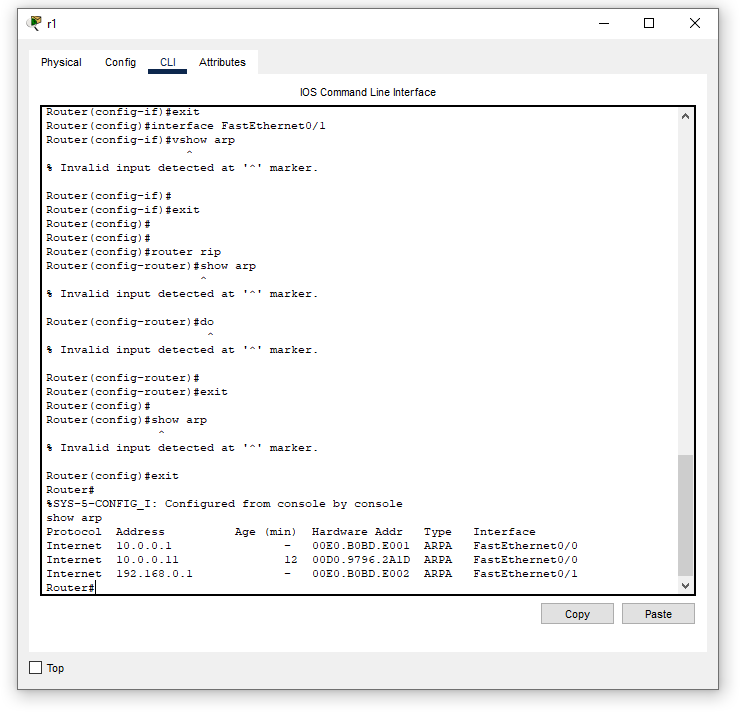 r1
Physical Config CLI Attributes
IOS Command Line Interface
Router(config-if)#exit
Router(config)#interface FastEthernet0/1
Router(config-if)#vshow arp
^
% Invalid input detected at '^' marker.
Router(config-if)#
Router(config-if)#exit
Router(config)#
Router(config)#
Router(config)#router rip
Router(config-router)#show arp
^
% Invalid input detected at '^' marker.
Router(config-router)#do
^
% Invalid input detected at '^' marker.
Router(config-router)#
Router(config-router)#exit
Router(config)#
Router(config)#show arp
^
% Invalid input detected at '^' marker.
Router(config)#exit
Router#
%SYS-5-CONFIG_I: Configured from console by console
show arp
Protocol Address Age (min) Hardware Addr Type Interface
Internet 10.0.0.1 - 00E0.B0BD.E001 ARPA FastEthernet0/0
Internet 10.0.0.11 12 00D0.9796.2A1D ARPA FastEthernet0/0
Internet 192.168.0.1 - 00E0.B0BD.E002 ARPA FastEthernet0/1
Router#
Copy Paste
Top